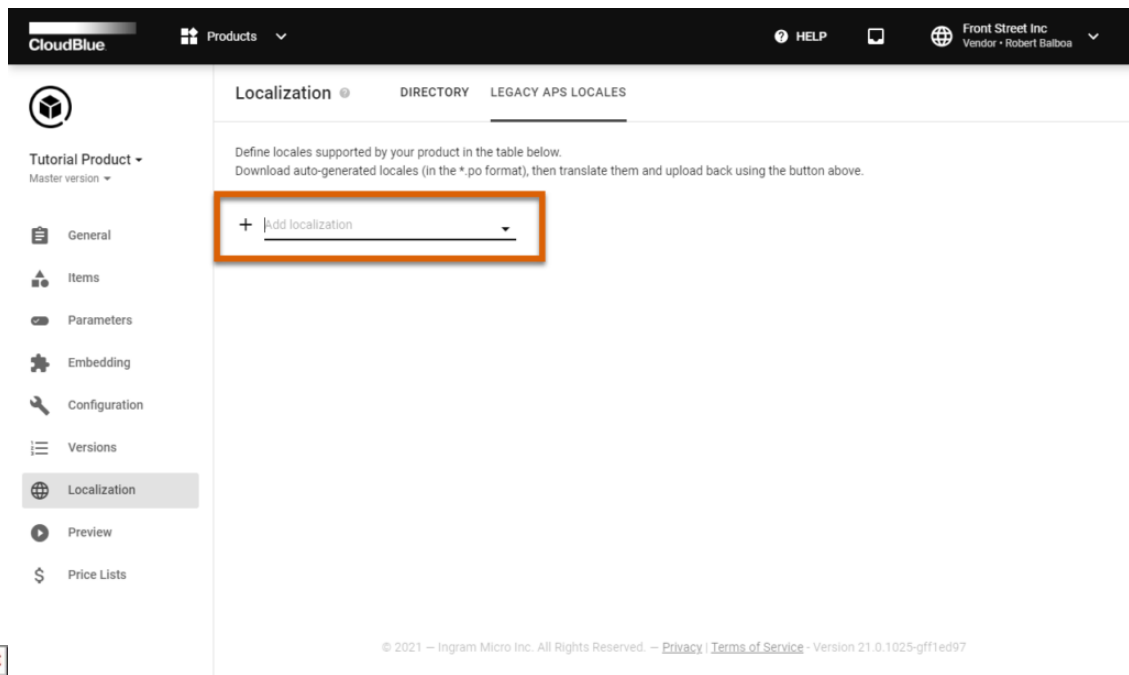 CloudBlue
Products
HELP
Front Street Inc
Vendor • Robert Balboa
Localization
DIRECTORY
LEGACY APS LOCALES
Tutorial Product
Master version
Define locales supported by your product in the table below.
Download auto-generated locales (in the *.po format), then translate them and upload back using the button above.
+ Add localization
General
Items
Parameters
Embedding
Configuration
Versions
Localization
Preview
$ Price Lists
© 2021 – Ingram Micro Inc. All Rights Reserved. – Privacy | Terms of Service - Version 21.0.1025-gff1ed97